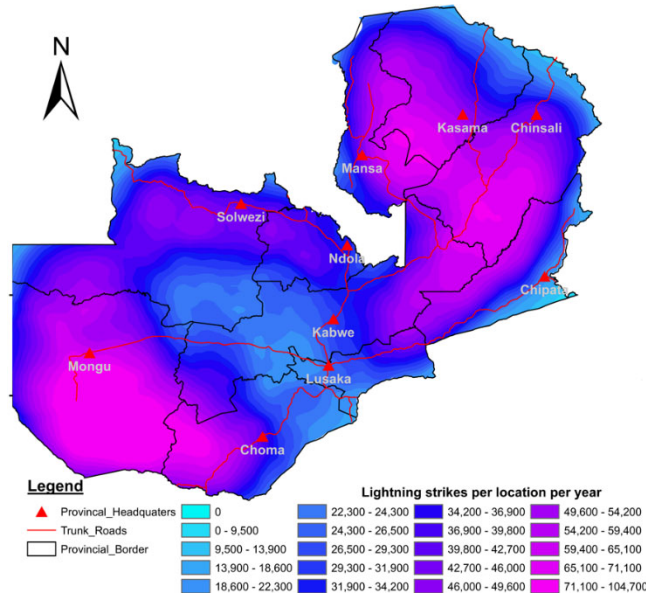 N
Kasama
Chinsali
Mansa
Solwezi
Ndola
Chipata
Kabwe
Mongu
Lusaka
Choma
Legend
Provincal_Headquaters
Trunk_Roads
Provincial_Border
Lightning strikes per location per year
0
0 - 9,500
9,500 - 13,900
13,900 - 18,600
18,600 - 22,300
22,300 - 24,300
24,300 - 26,500
26,500 - 29,300
29,300 - 31,900
31,900 - 34,200
34,200 - 36,900
36,900 - 39,800
39,800 - 42,700
42,700 - 46,000
46,000 - 49,600
49,600 - 54,200
54,200 - 59,400
59,400 - 65,100
65,100 - 71,100
71,100 - 104,700